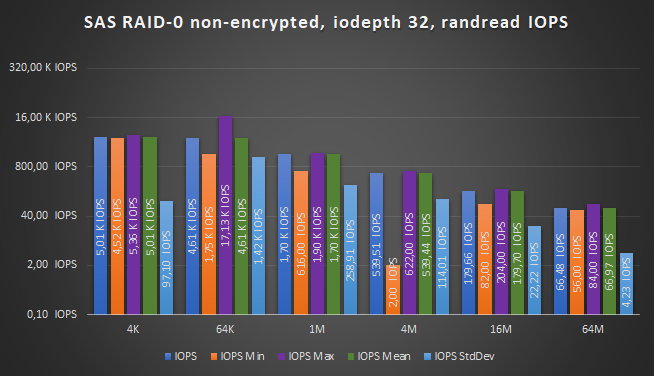 SAS RAID-0 non-encrypted, iodepth 32, randread IOPS
320,00 K IOPS
16,00 K IOPS
800,00 IOPS
40,00 IOPS
2,00 IOPS
0,10 IOPS
5,01 K IOPS
4,52 K IOPS
5,36 K IOPS
5,01 K IOPS
97,10 IOPS
4,61 K IOPS
1,75 K IOPS
17,13 K IOPS
4,61 K IOPS
1,42 K IOPS
1,70 K IOPS
616,00 IOPS
1,90 K IOPS
1,70 K IOPS
258,91 IOPS
539,51 IOPS
2,00 IOPS
622,00 IOPS
539,44 IOPS
114,01 IOPS
179,66 IOPS
82,00 IOPS
204,00 IOPS
179,70 IOPS
22,22 IOPS
66,48 IOPS
56,00 IOPS
84,00 IOPS
66,97 IOPS
4,23 IOPS
4K 64K 1M 4M 16M 64M
IOPS IOPS Min IOPS Max IOPS Mean IOPS StdDev